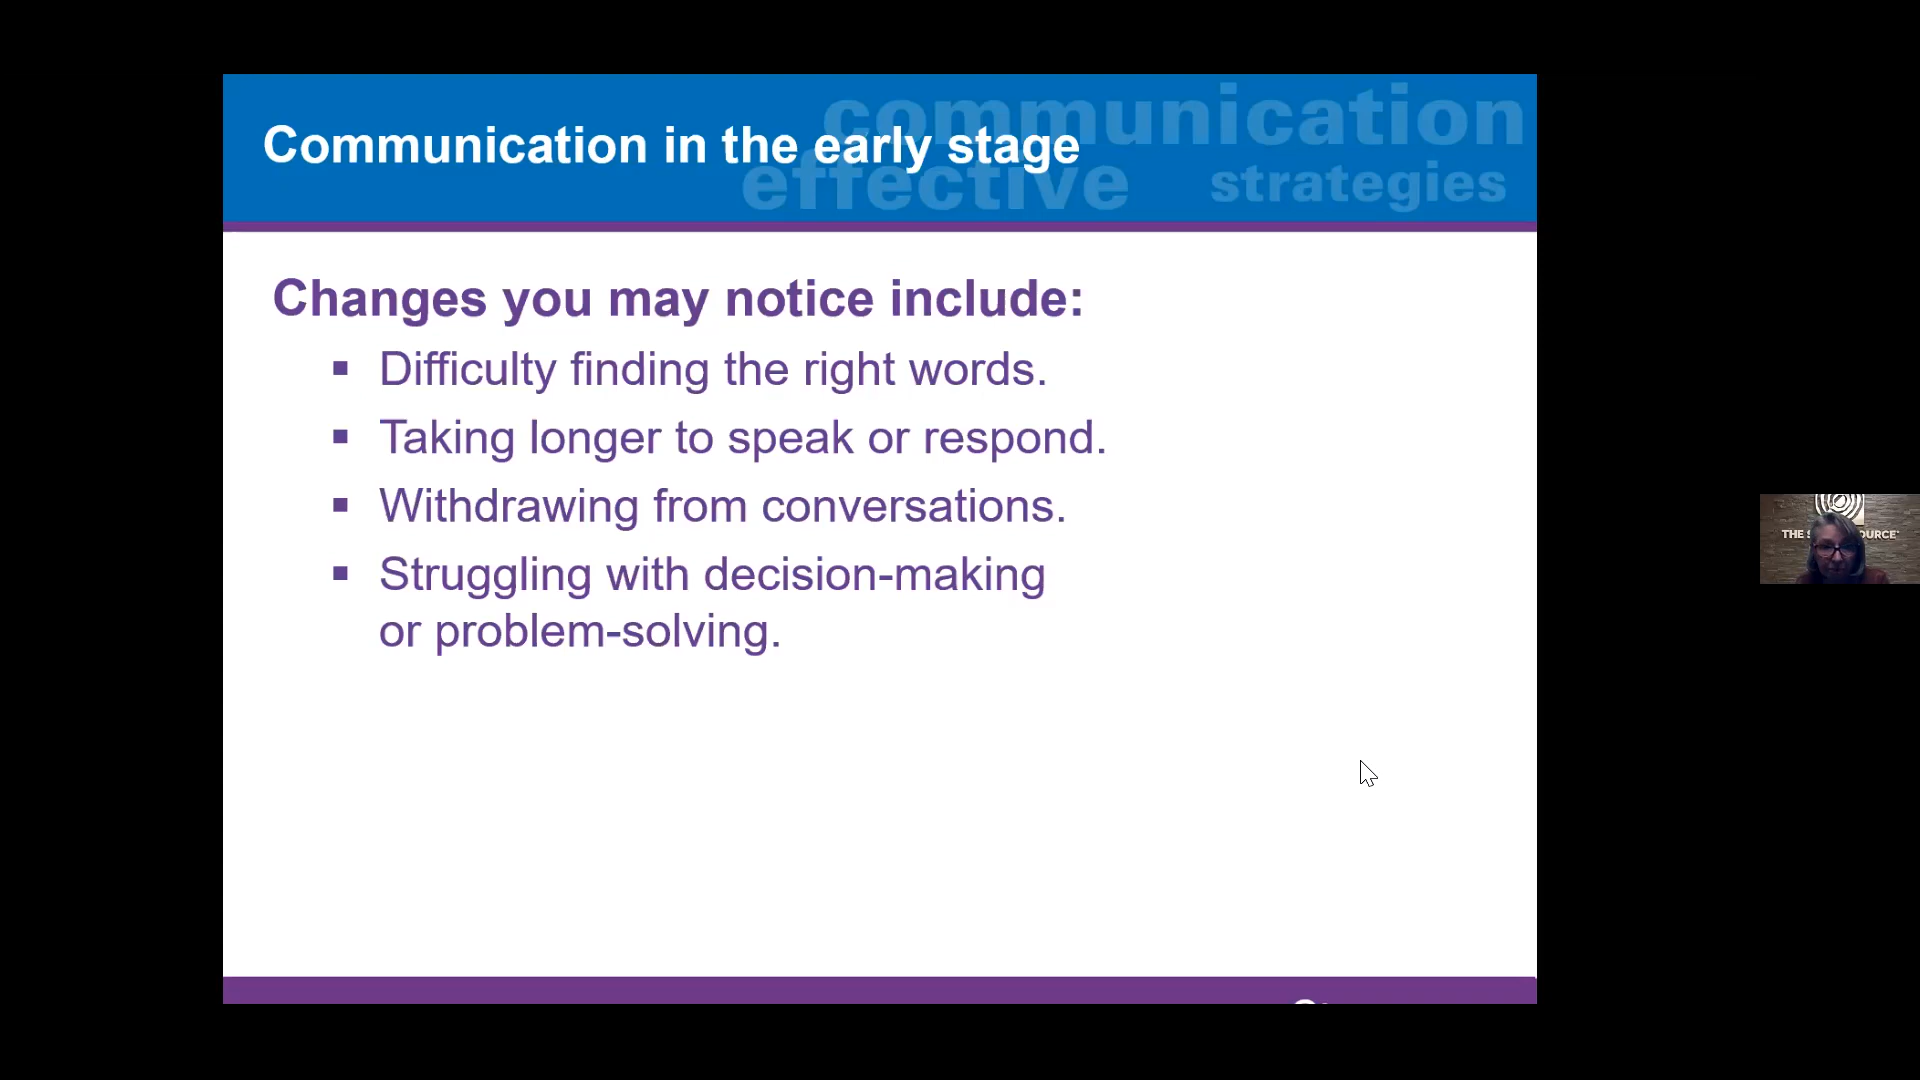 Communication in the early stage
communication
effective strategies
Changes you may notice include:
▪ Difficulty finding the right words.
▪ Taking longer to speak or respond.
▪ Withdrawing from conversations.
▪ Struggling with decision-making
or problem-solving.
THE